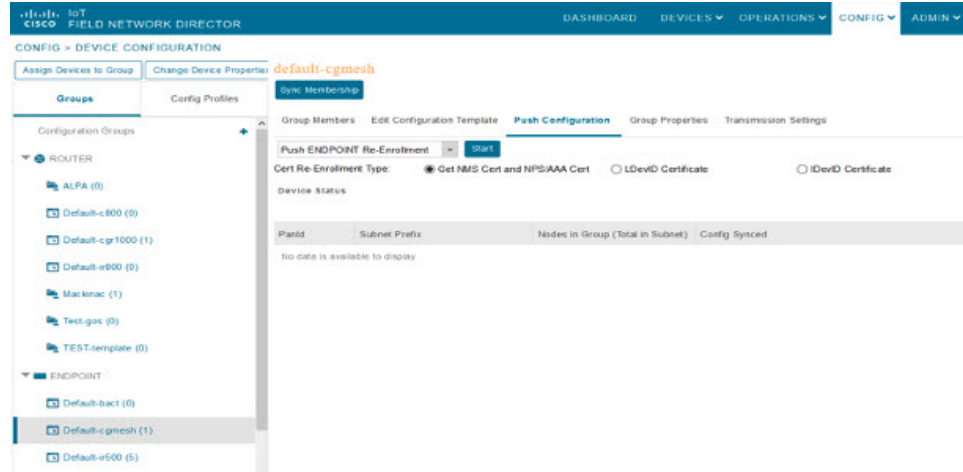 cisco IoT
FIELD NETWORK DIRECTOR
DASHBOARD DEVICES OPERATIONS CONFIG ADMIN
CONFIG > DEVICE CONFIGURATION
Assign Devices to Group Change Device Propertie
default-cgmesh
Sync Membership
Groups Config Profiles
Group Members Edit Configuration Template Push Configuration Group Properties Transmission Settings
Configuration Groups +
Push ENDPOINT Re-Enrollment Start
Cert Re-Enrollment Type: Get NMS Cert and NPS/AAA Cert LDevID Certificate IDevID Certificate
Device Status
PanId Subnet Prefix Nodes in Group (Total in Subnet) Config Synced
No data is available to display
ROUTER
ALPA (0)
Default-c800 (0)
Default-cgr1000 (1)
Default-ir800 (0)
Mackinac (1)
Test-gos (0)
TEST-template (0)
ENDPOINT
Default-bact (0)
Default-cgmesh (1)
Default-ir500 (5)